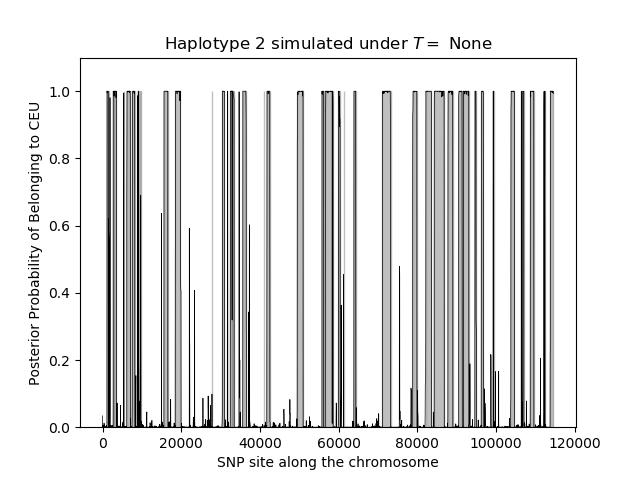 Haplotype 2 simulated under T = None
Posterior Probability of Belonging to CEU
1.0
0.8
0.6
0.4
0.2
0.0
0 20000 40000 60000 80000 100000 120000
SNP site along the chromosome